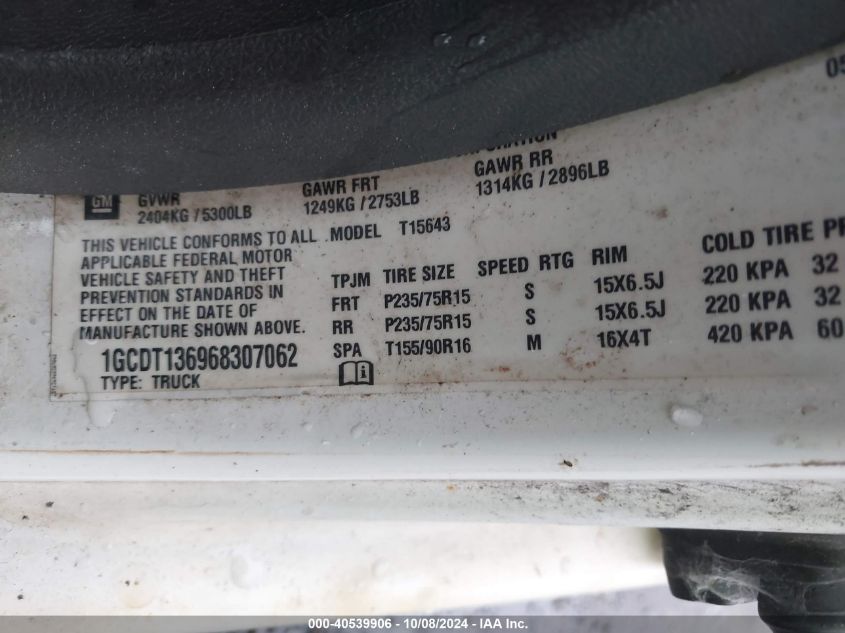 05
GM
GVWR GAWR FRT GAWR RR
2404KG / 5300LB 1249KG / 2753LB 1314KG / 2896LB
THIS VEHICLE CONFORMS TO ALL MODEL T15643
APPLICABLE FEDERAL MOTOR
VEHICLE SAFETY AND THEFT
PREVENTION STANDARDS IN
EFFECT ON THE DATE OF
MANUFACTURE SHOWN ABOVE.
1GCDT136968307062
TYPE: TRUCK
TPJM TIRE SIZE SPEED RTG RIM COLD TIRE PR
FRT P235/75R15 S 15X6.5J 220 KPA 32
RR P235/75R15 S 15X6.5J 220 KPA 32
SPA T155/90R16 M 16X4T 420 KPA 60
000-40539906 - 10/08/2024 - IAA Inc.